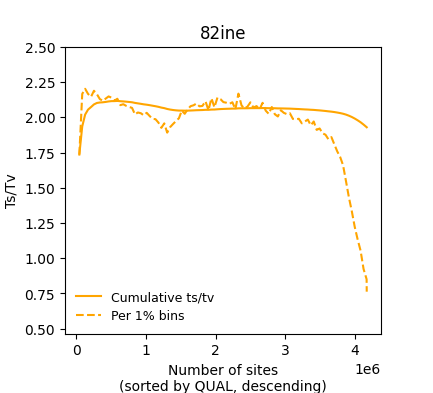 82ine
2.50
2.25
2.00
1.75
1.50
1.25
1.00
0.75
0.50
Ts/Tv
Cumulative ts/tv
Per 1% bins
0 1 2 3 4
1e6
Number of sites
(sorted by QUAL, descending)